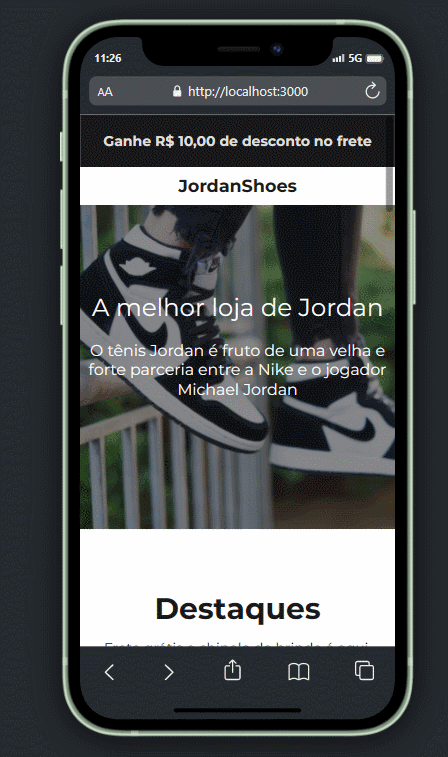 11:26
5G
AA
http://localhost:3000
Ganhe R$ 10,00 de desconto no frete
JordanShoes
A melhor loja de Jordan
O tênis Jordan é fruto de uma velha e
forte parceria entre a Nike e o jogador
Michael Jordan
Destaques